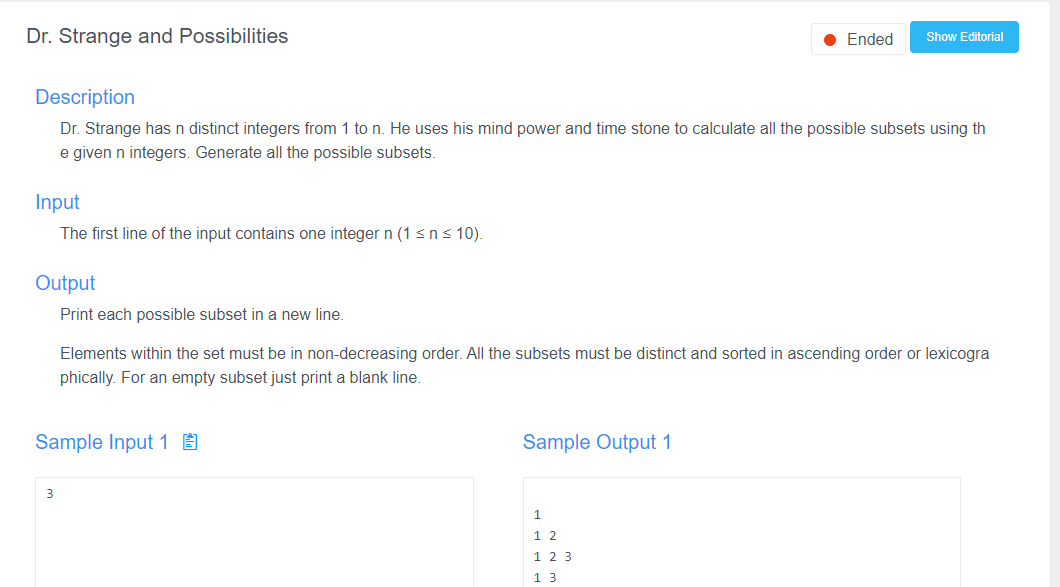 Dr. Strange and Possibilities
Ended
Show Editorial
Description
Dr. Strange has n distinct integers from 1 to n. He uses his mind power and time stone to calculate all the possible subsets using th
e given n integers. Generate all the possible subsets.
Input
The first line of the input contains one integer n (1 ≤ n ≤ 10).
Output
Print each possible subset in a new line.
Elements within the set must be in non-decreasing order. All the subsets must be distinct and sorted in ascending order or lexicogra
phically. For an empty subset just print a blank line.
Sample Input 1
3
Sample Output 1
1
1 2
1 2 3
1 3